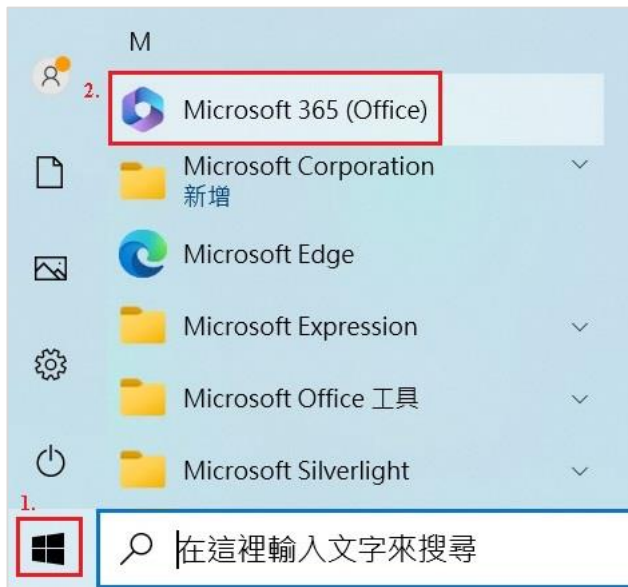 M
2.
Microsoft 365 (Office)
Microsoft Corporation
新增
Microsoft Edge
Microsoft Expression
Microsoft Office 工具
Microsoft Silverlight
1.
在這裡輸入文字來搜尋